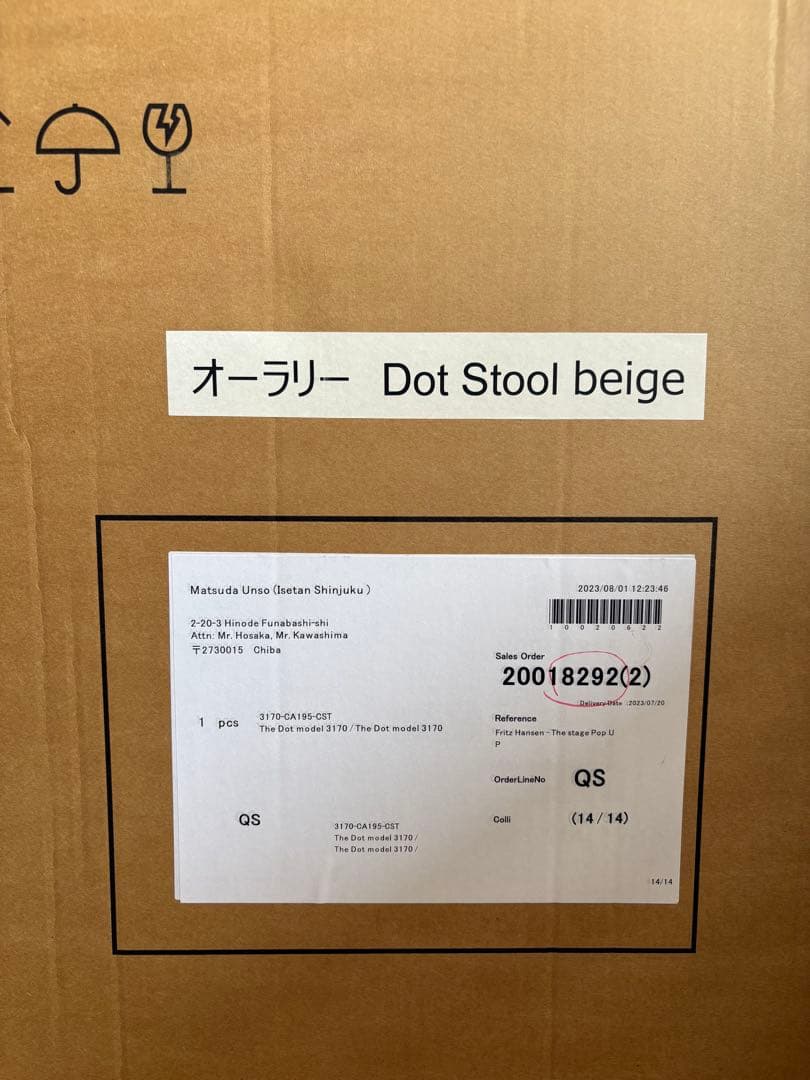 オーラリー Dot Stool beige
Matsuda Unso (Isetan Shinjuku )
2023/08/01 12:23:46
10020622
2-20-3 Hinode Funabashi-shi
Attn: Mr. Hosaka, Mr. Kawashima
〒2730015 Chiba
Sales Order
20018292(2)
Delivery Date :2023/07/20
1 pcs
3170-CA195-CST
The Dot model 3170 / The Dot model 3170
Reference
Fritz Hansen - The stage Pop U
P
OrderLineNo QS
QS
3170-CA195-CST
The Dot model 3170 /
The Dot model 3170 /
Colli (14 / 14)
14/14